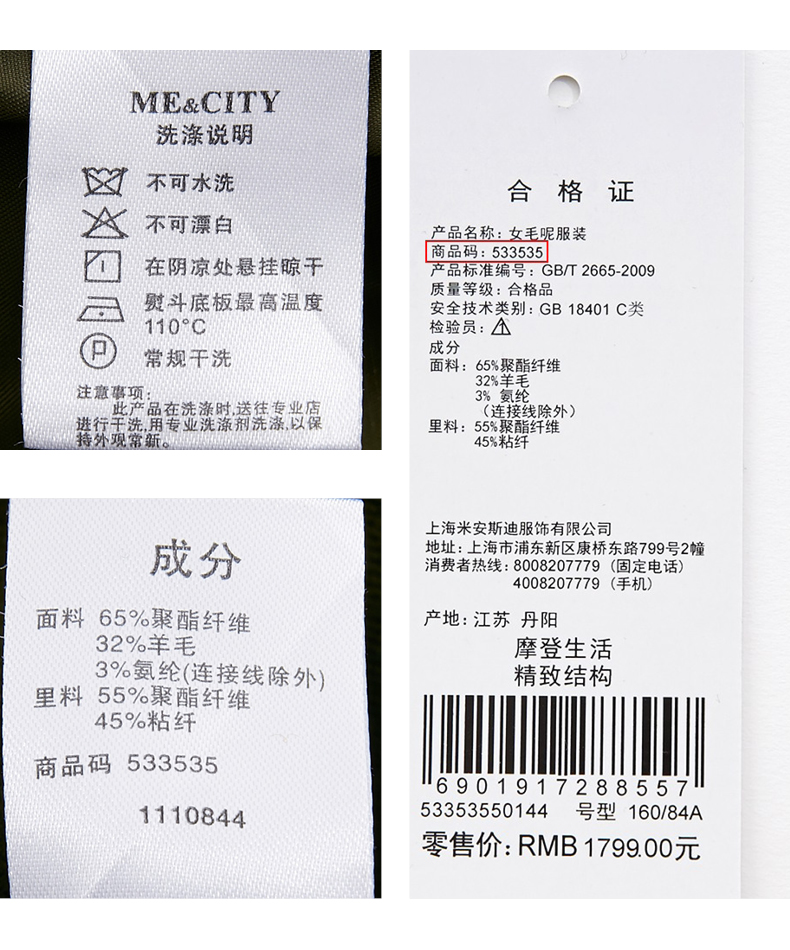 ME&CITY
洗涤说明
不可水洗
不可漂白
在阴凉处悬挂晾干
熨斗底板最高温度
110°C
P
常规干洗
注意事项:
此产品在洗涤时,送往专业店
进行干洗,用专业洗涤剂洗涤,以保
持外观常新。
成分
面料 65%聚酯纤维
32%羊毛
3%氨纶(连接线除外)
里料 55%聚酯纤维
45%粘纤
商品码 533535
1110844
合格证
产品名称: 女毛呢服装
商品码: 533535
产品标准编号: GB/T 2665-2009
质量等级: 合格品
安全技术类别: GB 18401 C类
检验员: 1
成分
面料: 65%聚酯纤维
32%羊毛
3% 氨纶
(连接线除外)
里料: 55%聚酯纤维
45%粘纤
上海米安斯迪服饰有限公司
地址: 上海市浦东新区康桥东路799号2幢
消费者热线: 8008207779 (固定电话)
4008207779 (手机)
产地: 江苏 丹阳
摩登生活
精致结构
6901917288557
53353550144 号型 160/84A
零售价: RMB 1799.00元